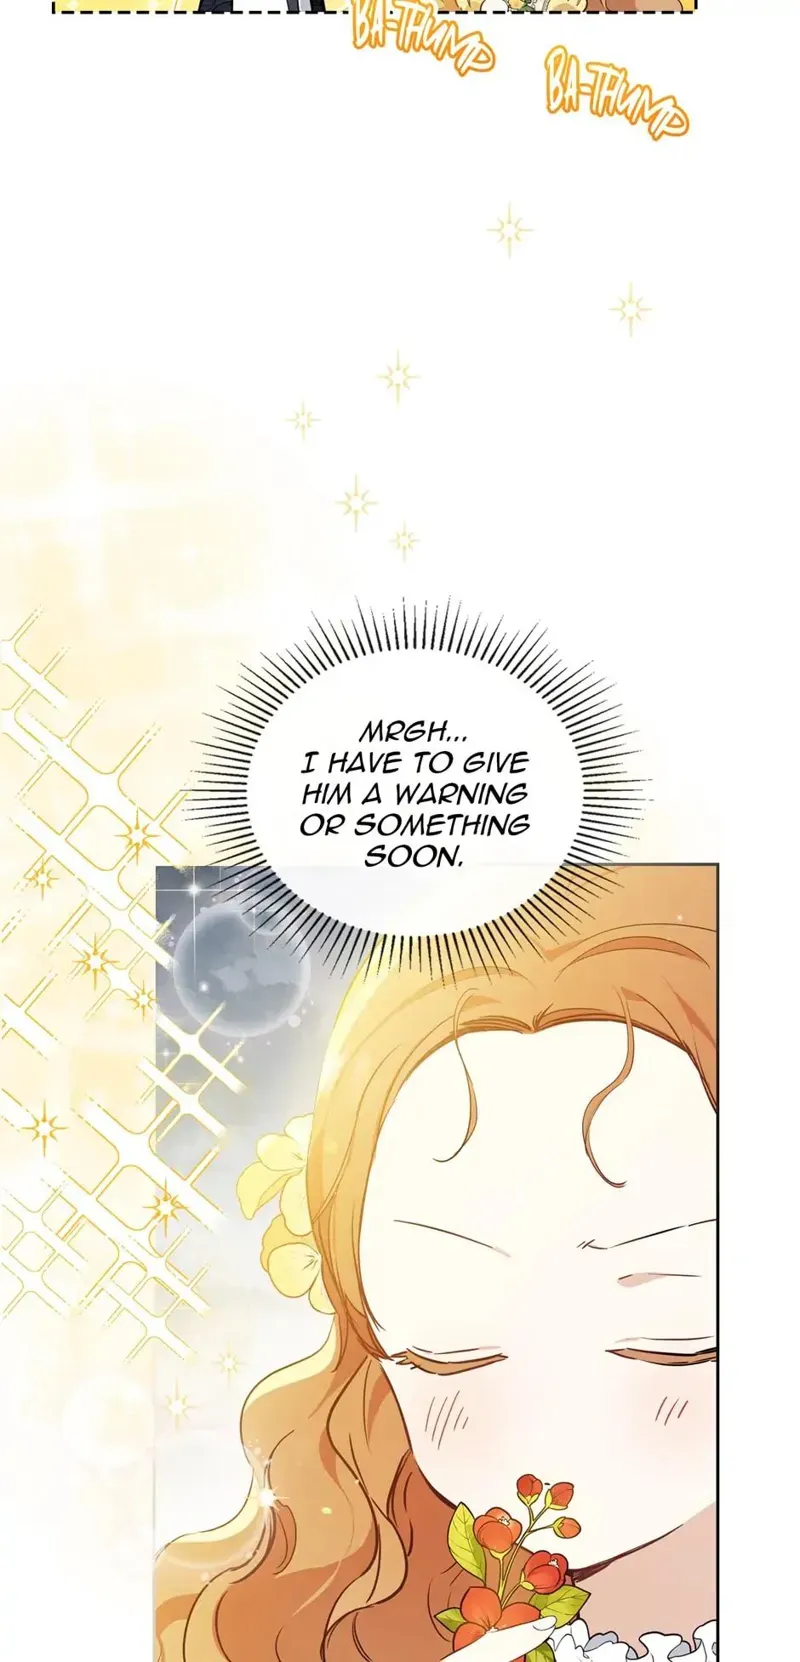 BA-THUMP
BA-THUMP
MRGH...
I HAVE TO GIVE
HIM A WARNING
OR SOMETHING
SOON.